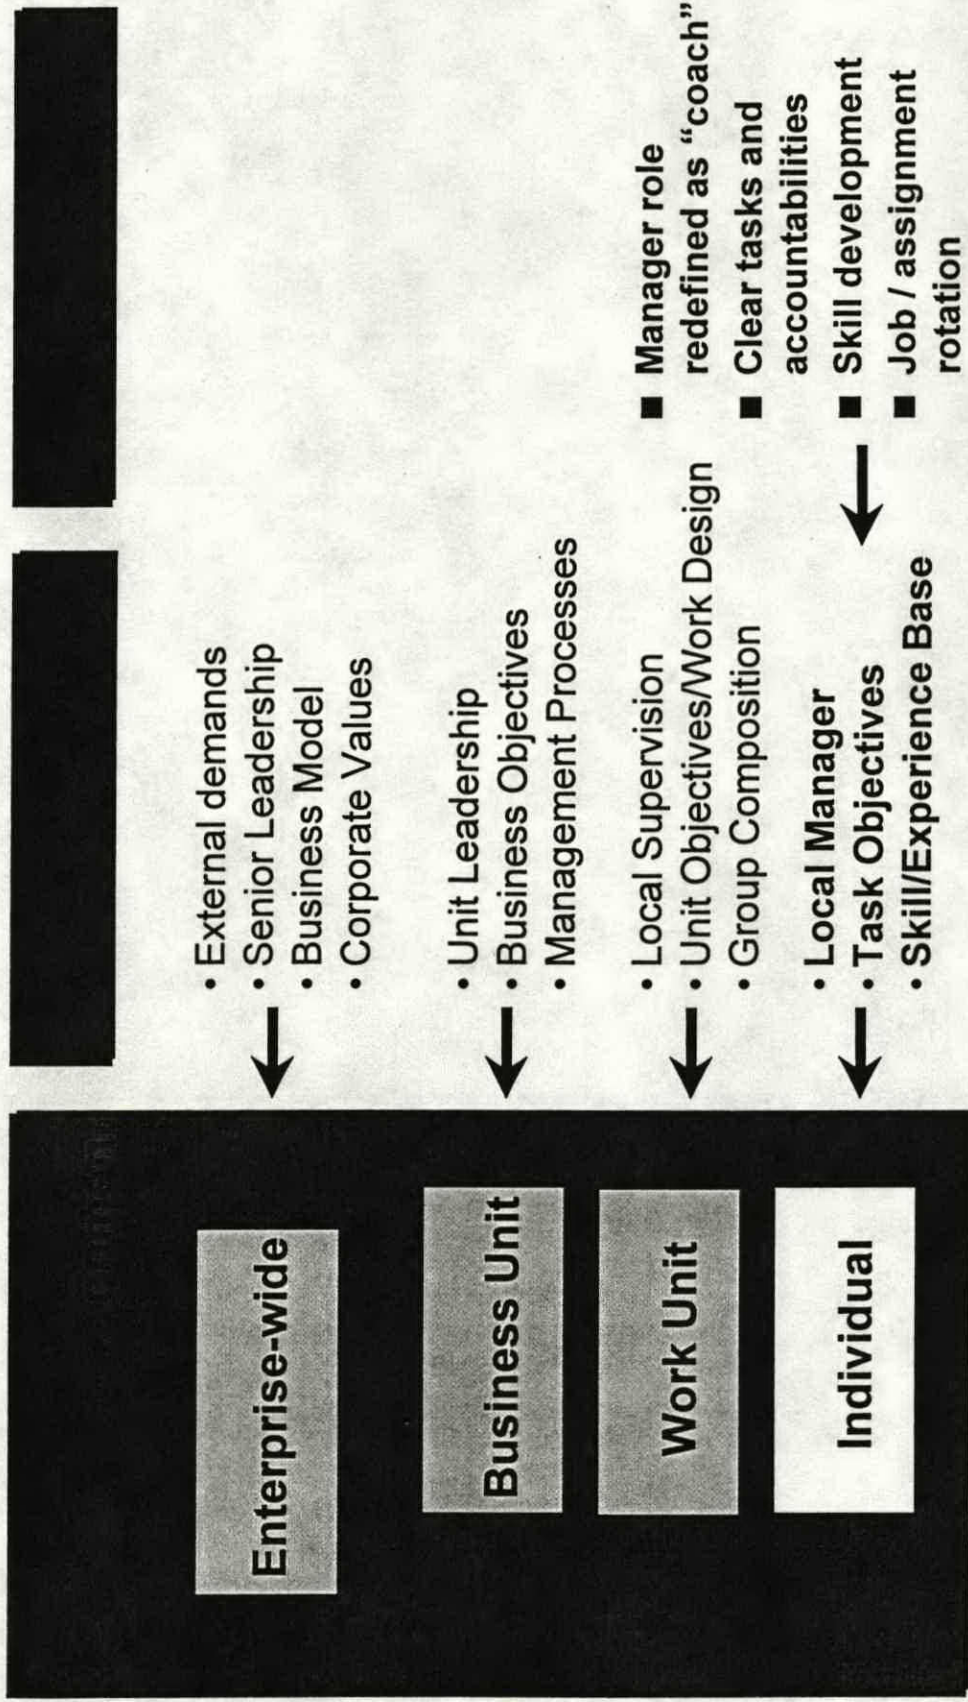 Enterprise-wide
• External demands
• Senior Leadership
• Business Model
• Corporate Values
Business Unit
• Unit Leadership
• Business Objectives
• Management Processes
Work Unit
• Local Supervision
• Unit Objectives/Work Design
• Group Composition
Individual
• Local Manager
• Task Objectives
• Skill/Experience Base
■ Manager role
redefined as “coach”
■ Clear tasks and
accountabilities
■ Skill development
■ Job / assignment
rotation